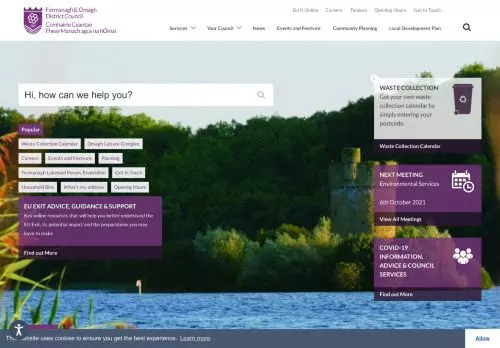 Fermanagh & Omagh
District Council
Comhairle Ceantair
Fhear Manach agus na hÓmaí
Do it Online Careers Tenders Opening Hours Get In Touch
Services Your Council News Events and Festivals Community Planning Local Development Plan
Hi, how can we help you?
Popular
Waste Collection Calendar Omagh Leisure Complex
Careers Events and Festivals Planning
Fermanagh Lakeland Forum, Enniskillen Get In Touch
Household Bins What's my address Opening Hours
EU EXIT ADVICE, GUIDANCE & SUPPORT
Key online resources that will help you better understand the
EU Exit, its potential impact and the preparations you may
have to make
Find out More
WASTE COLLECTION
Get your own waste
collection calendar by
simply entering your
postcode.
Waste Collection Calendar
NEXT MEETING
Environmental Services
6th October 2021
View All Meetings
COVID-19
INFORMATION,
ADVICE & COUNCIL
SERVICES
Find out More
This website uses cookies to ensure you get the best experience. Learn more
Allow